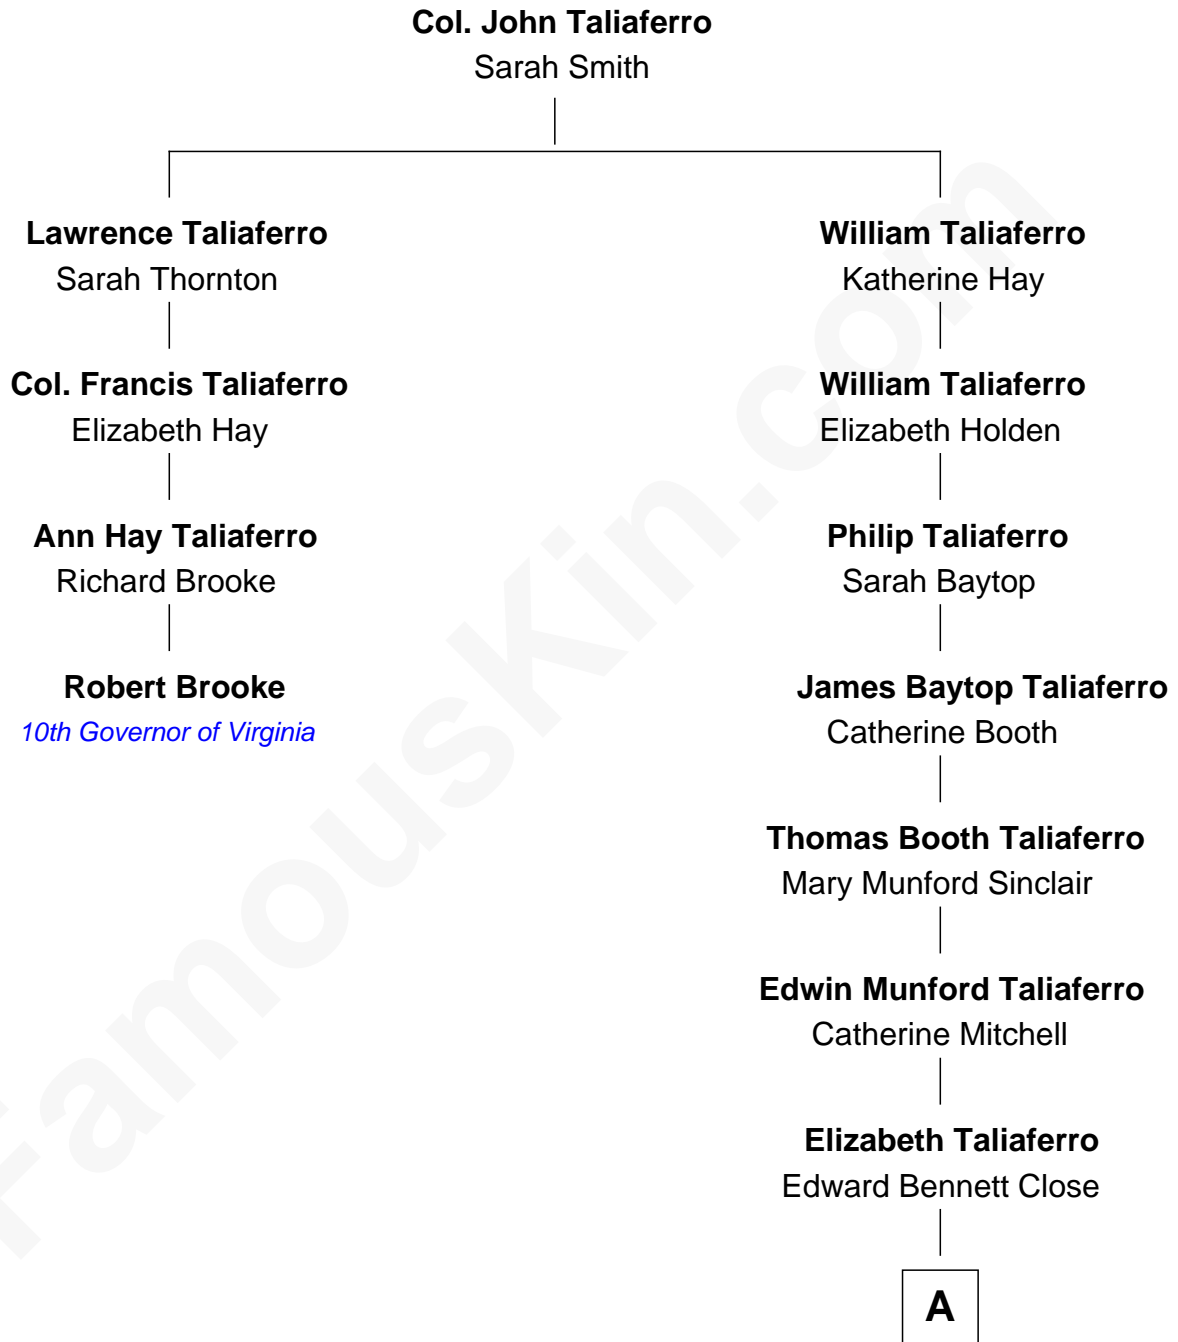 Col. John Taliaferro
Sarah Smith
Lawrence Taliaferro
Sarah Thornton
William Taliaferro
Katherine Hay
Col. Francis Taliaferro
Elizabeth Hay
William Taliaferro
Elizabeth Holden
Ann Hay Taliaferro
Richard Brooke
Philip Taliaferro
Sarah Baytop
Robert Brooke
10th Governor of Virginia
James Baytop Taliaferro
Catherine Booth
Thomas Booth Taliaferro
Mary Munford Sinclair
Edwin Munford Taliaferro
Catherine Mitchell
Elizabeth Taliaferro
Edward Bennett Close
A
FamousKin.com